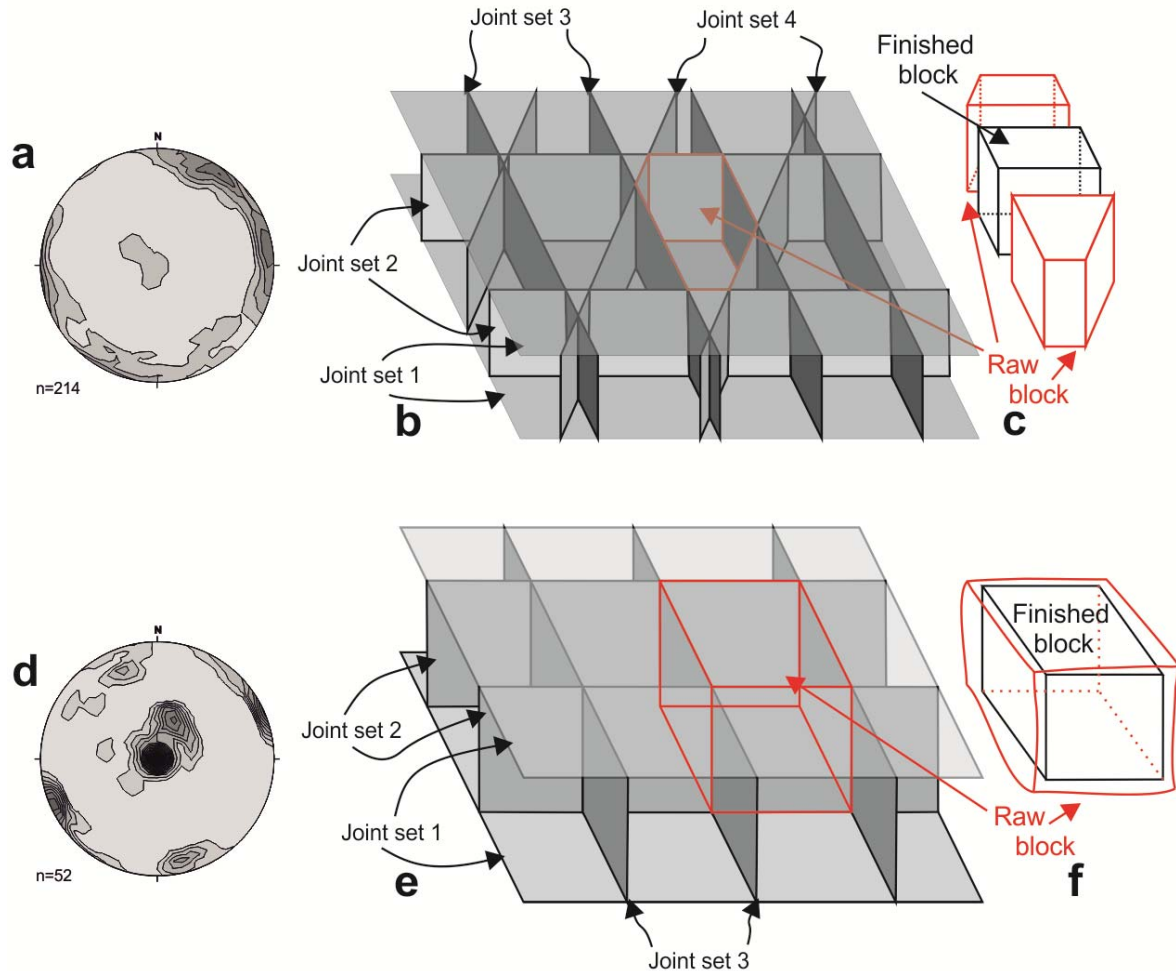 Joint set 3
Joint set 4
Finished
block
a
N
n=214
Joint set 2
Joint set 1
b
Raw
block
c
d
N
n=52
Joint set 2
Joint set 1
e
Joint set 3
Finished
block
Raw
block
f